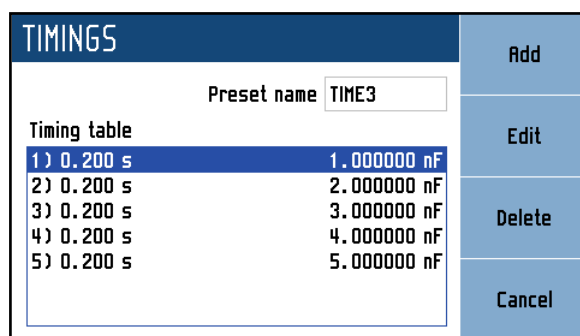 TIMINGS
Preset name TIME3
Timing table
1) 0.200 s 1.000000 nF
2) 0.200 s 2.000000 nF
3) 0.200 s 3.000000 nF
4) 0.200 s 4.000000 nF
5) 0.200 s 5.000000 nF
Add
Edit
Delete
Cancel